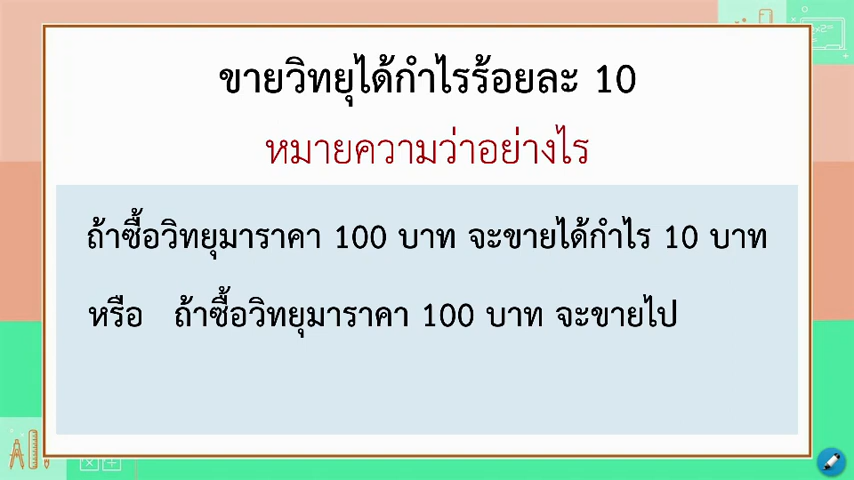 ขายวิทยุได้กำไรร้อยละ 10
หมายความว่าอย่างไร
ถ้าซื้อวิทยุมาราคา 100 บาท จะขายได้กำไร 10 บาท
หรือ ถ้าซื้อวิทยุมาราคา 100 บาท จะขายไป